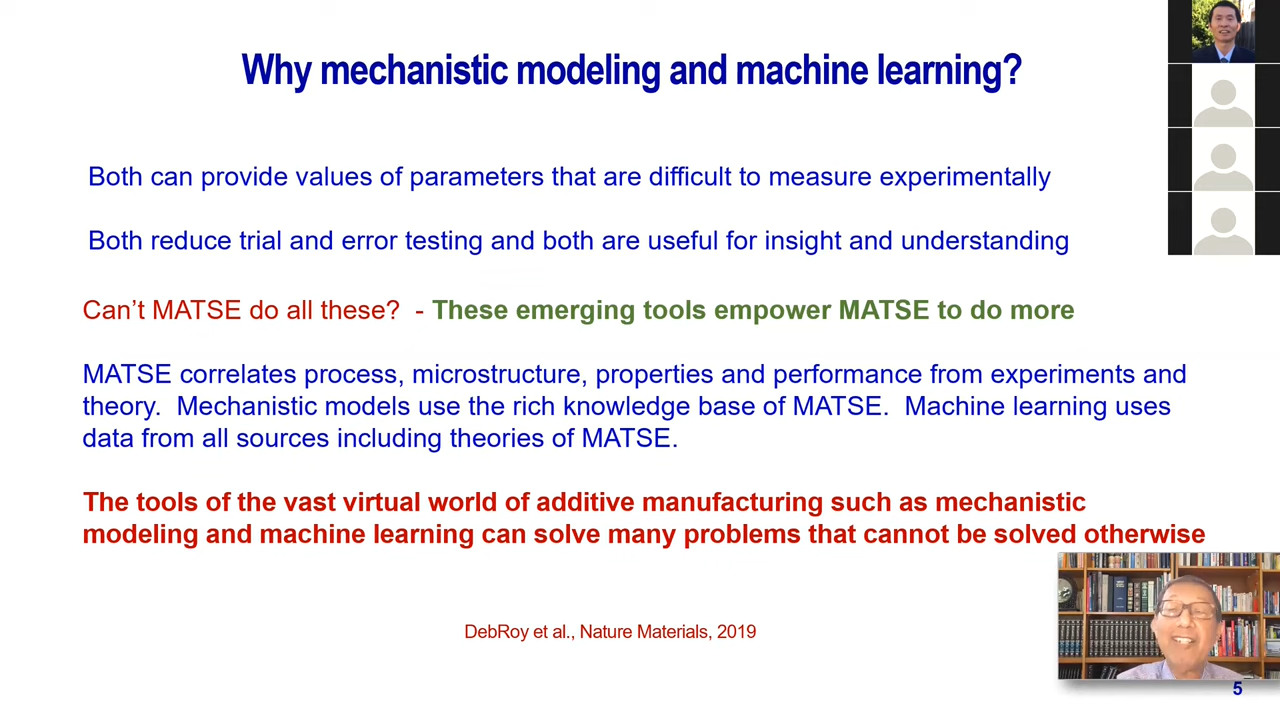 Why mechanistic modeling and machine learning?
Both can provide values of parameters that are difficult to measure experimentally
Both reduce trial and error testing and both are useful for insight and understanding
Can’t MATSE do all these?  - These emerging tools empower MATSE to do more
MATSE correlates process, microstructure, properties and performance from experiments and
theory.  Mechanistic models use the rich knowledge base of MATSE.  Machine learning uses
data from all sources including theories of MATSE.
The tools of the vast virtual world of additive manufacturing such as mechanistic
modeling and machine learning can solve many problems that cannot be solved otherwise
DebRoy et al., Nature Materials, 2019
5